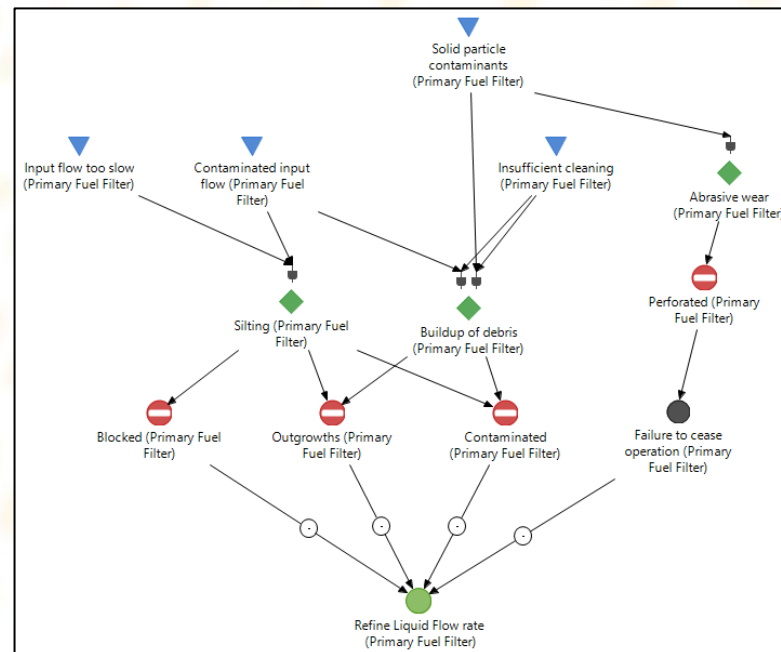 Solid particle
contaminants
(Primary Fuel Filter)
Input flow too slow
(Primary Fuel Filter)
Contaminated input
flow (Primary Fuel
Filter)
Insufficient cleaning
(Primary Fuel Filter)
Abrasive wear
(Primary Fuel Filter)
Silting (Primary Fuel
Filter)
Buildup of debris
(Primary Fuel Filter)
Perforated (Primary
Fuel Filter)
Blocked (Primary Fuel
Filter)
Outgrowths (Primary
Fuel Filter)
Contaminated
(Primary Fuel Filter)
Failure to cease
operation (Primary
Fuel Filter)
-
-
-
-
Refine Liquid Flow rate
(Primary Fuel Filter)